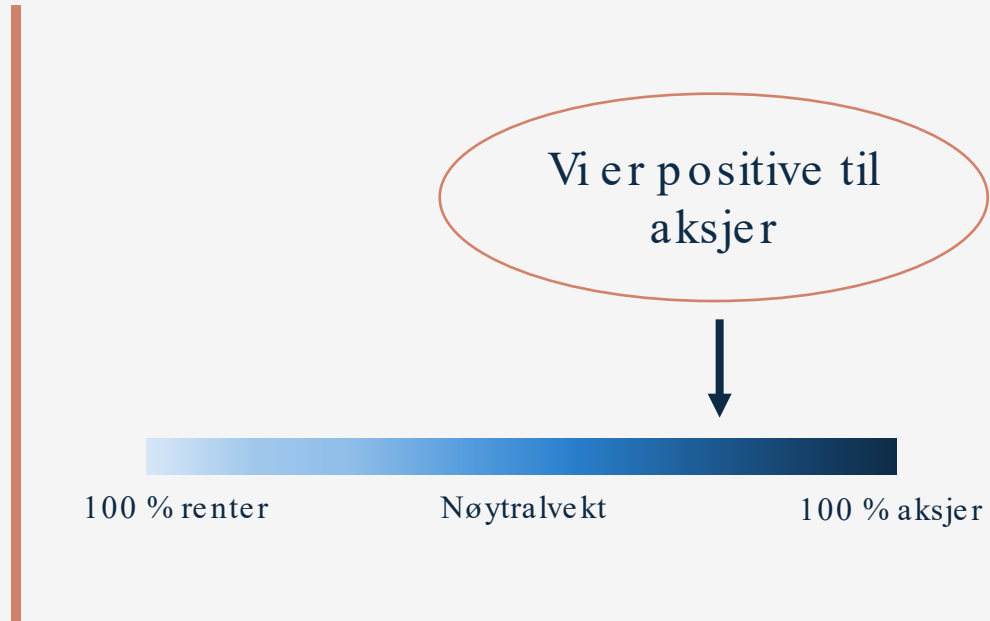 Vi er positive til
aksjer
100 % renter
Nøytralvekt
100 % aksjer